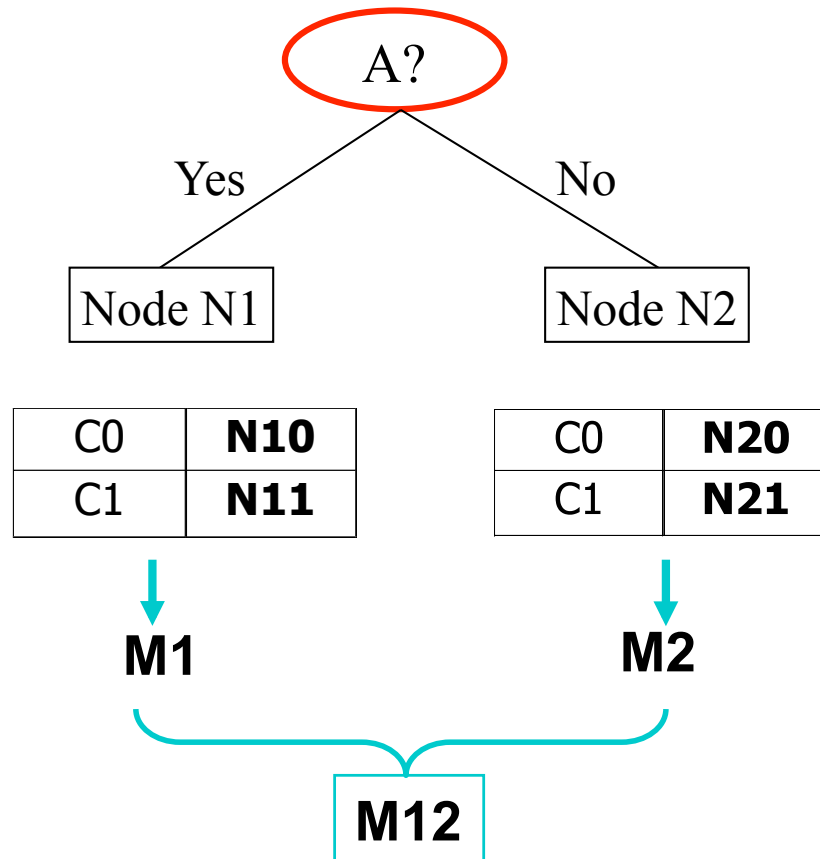 A?
Yes
No
Node N1
Node N2
C0 N10
C1 N11
C0 N20
C1 N21
M1
M2
M12